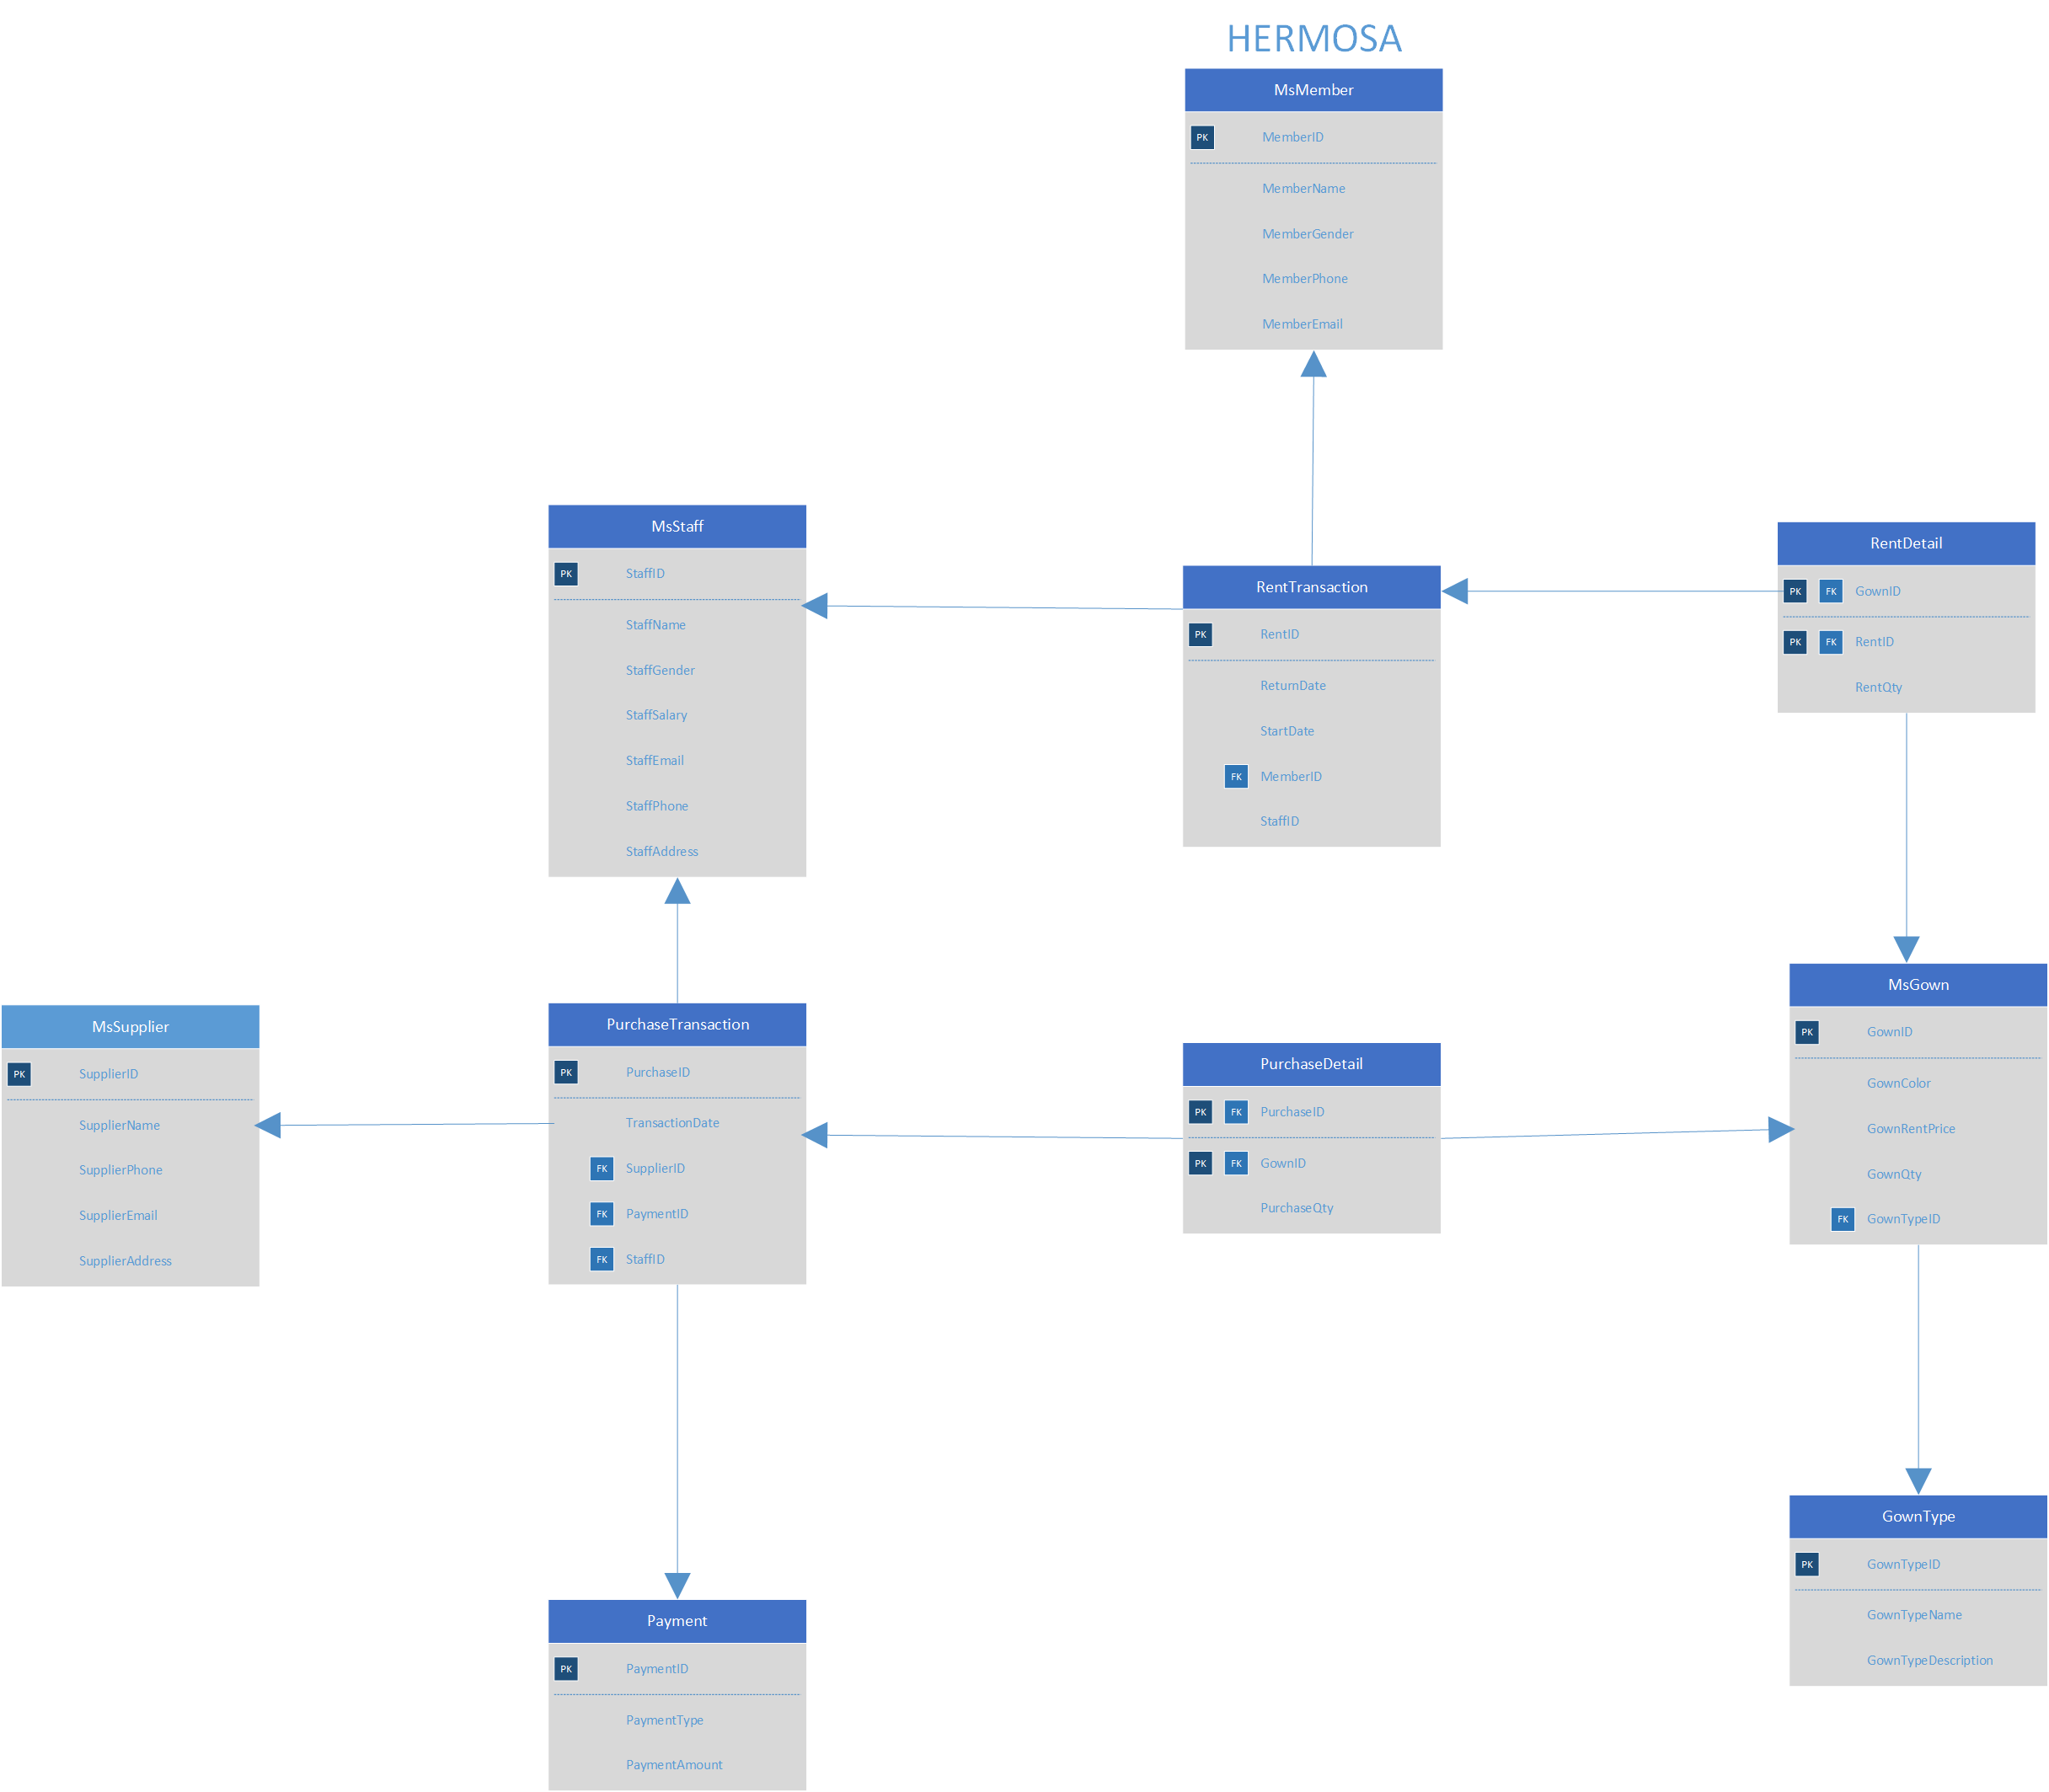 HERMOSA
MsMember
PK MemberID
MemberName
MemberGender
MemberPhone
MemberEmail
MsStaff
PK StaffID
StaffName
StaffGender
StaffSalary
StaffEmail
StaffPhone
StaffAddress
RentTransaction
PK RentID
ReturnDate
StartDate
FK MemberID
StaffID
RentDetail
PK FK GownID
PK FK RentID
RentQty
MsSupplier
PK SupplierID
SupplierName
SupplierPhone
SupplierEmail
SupplierAddress
PurchaseTransaction
PK PurchaseID
TransactionDate
FK SupplierID
FK PaymentID
FK StaffID
PurchaseDetail
PK FK PurchaseID
PK FK GownID
PurchaseQty
MsGown
PK GownID
GownColor
GownRentPrice
GownQty
FK GownTypeID
Payment
PK PaymentID
PaymentType
PaymentAmount
GownType
PK GownTypeID
GownTypeName
GownTypeDescription